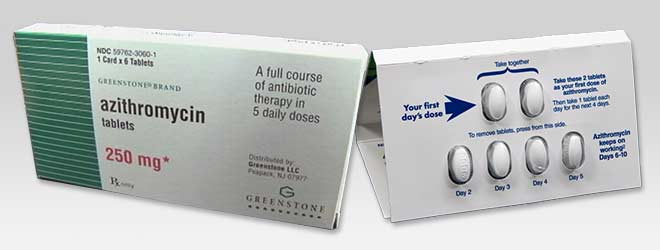 NDC 59762-3060-1
1 Card x 6 Tablets
GREENSTONE® BRAND
azithromycin
tablets
250 mg*
Rx only
A full course
of antibiotic
therapy in
5 daily doses
Distributed by
Greenstone LLC
Peapack, NJ 07977
G
GREENSTONE
Take together
Your first
day's dose
Take these 2 tablets
as your first dose of
azithromycin.
Then take 1 tablet each
day for the next 4 days.
To remove tablets, press from this side.
Azithromycin
keeps on
working!
Days 6-10
Day 2
Day 3
Day 4
Day 5